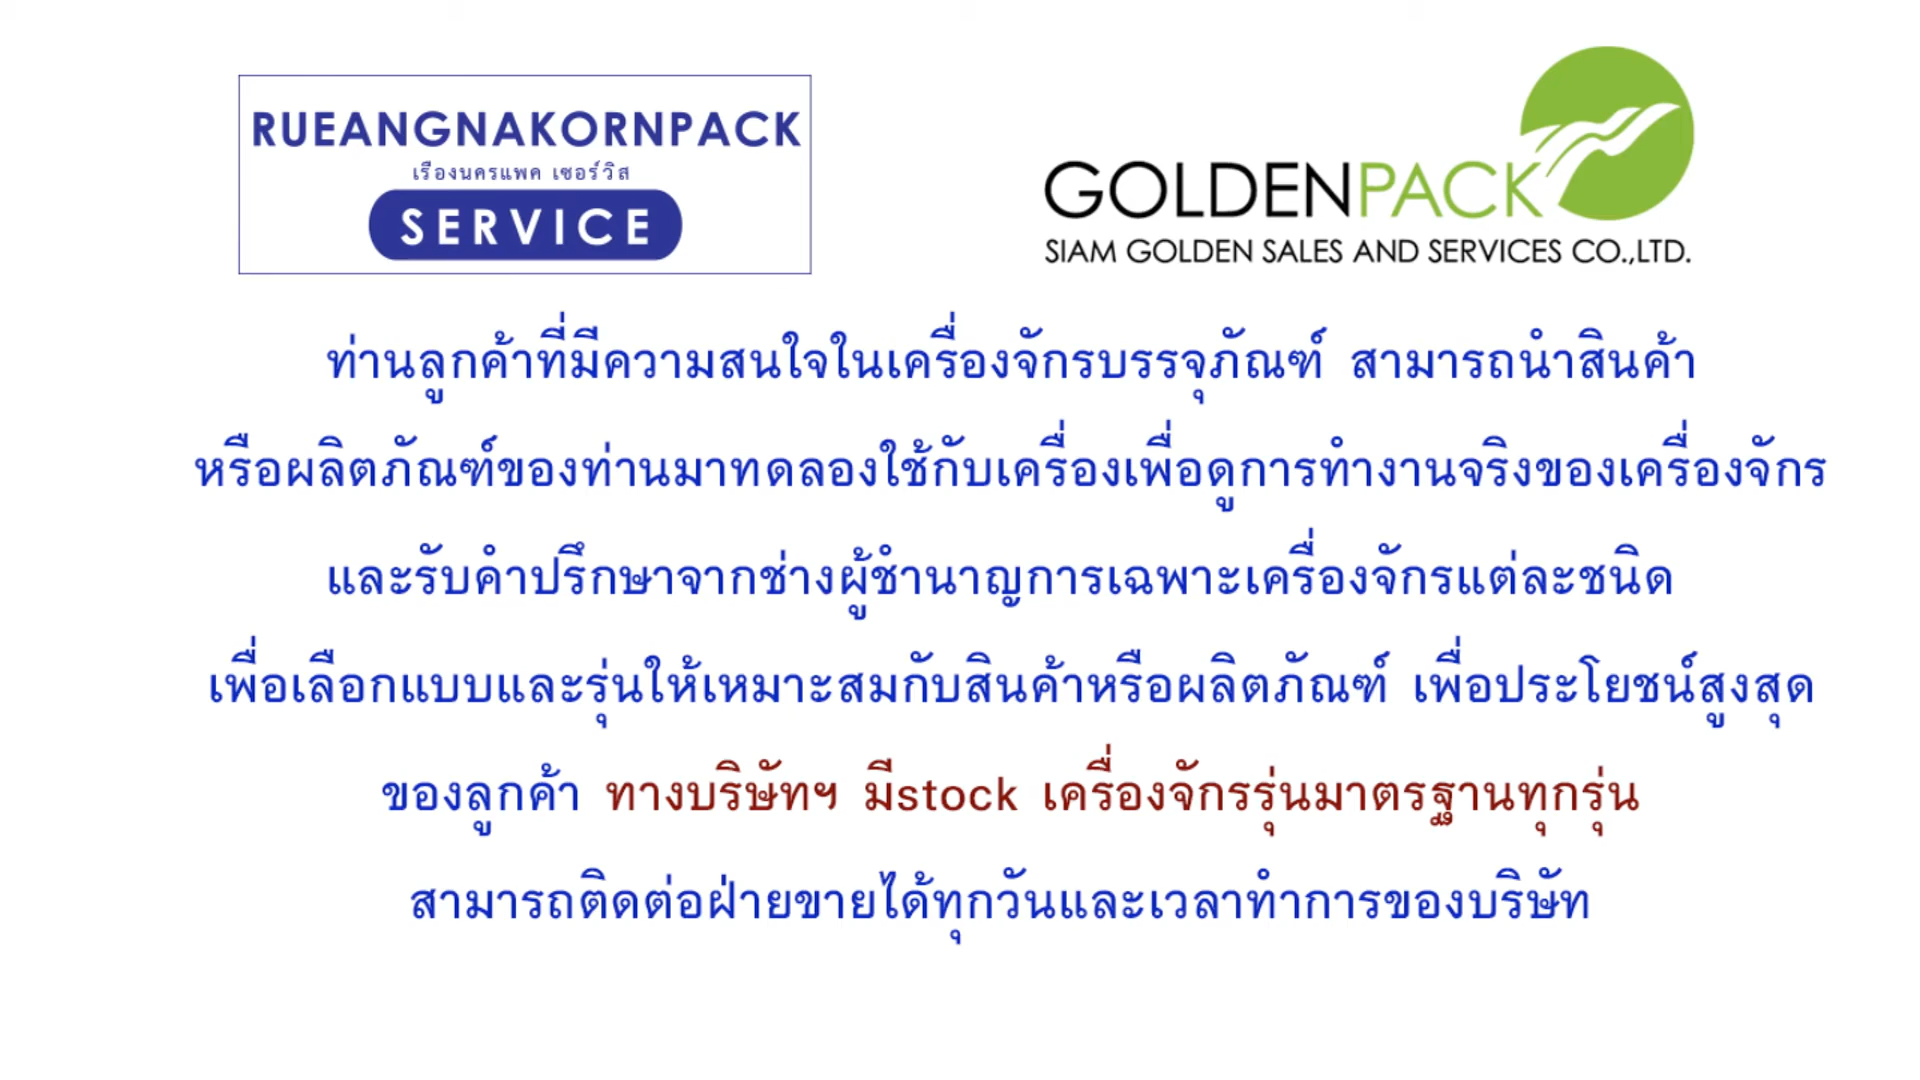 RUEANGNAKORNPACK
เรืองนครแพค เซอร์วิส
SERVICE
GOLDENPACK
SIAM GOLDEN SALES AND SERVICES CO.,LTD.
ท่านลูกค้าที่มีความสนใจในเครื่องจักรบรรจุภัณฑ์ สามารถนำสินค้า
หรือผลิตภัณฑ์ของท่านมาทดลองใช้กับเครื่องเพื่อดูการทำงานจริงของเครื่องจักร
และรับคำปรึกษาจากช่างผู้ชำนาญการเฉพาะเครื่องจักรแต่ละชนิด
เพื่อเลือกแบบและรุ่นให้เหมาะสมกับสินค้าหรือผลิตภัณฑ์ เพื่อประโยชน์สูงสุด
ของลูกค้า ทางบริษัทฯ มีstock เครื่องจักรรุ่นมาตรฐานทุกรุ่น
สามารถติดต่อฝ่ายขายได้ทุกวันและเวลาทำการของบริษัท